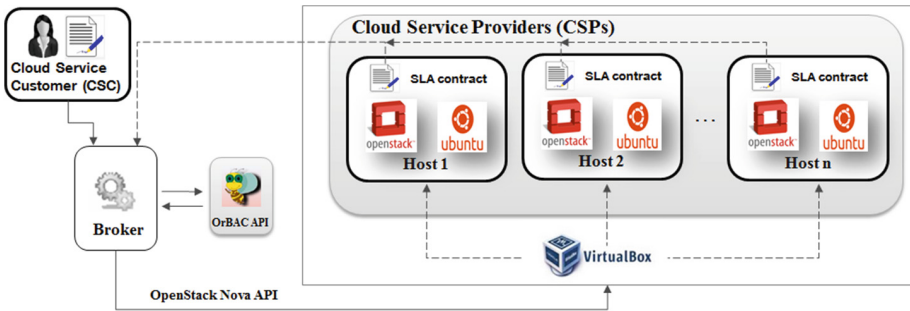 Cloud Service
Customer (CSC)
Cloud Service Providers (CSPs)
SLA contract
openstack
ubuntu
Host 1
SLA contract
openstack
ubuntu
Host 2
...
SLA contract
openstack
ubuntu
Host n
Broker
OrBAC API
VirtualBox
OpenStack Nova API